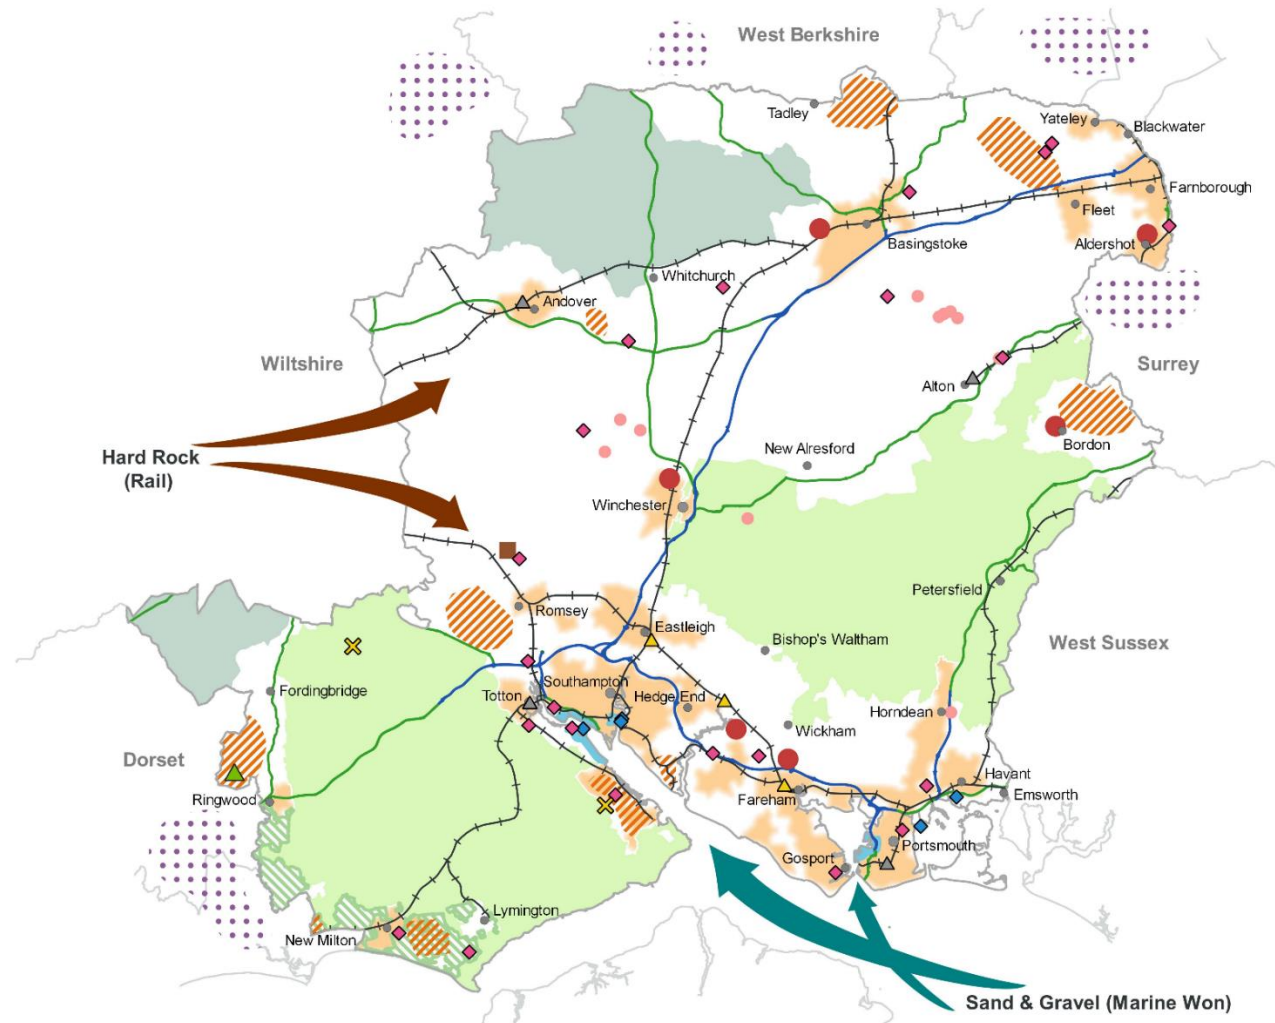 West Berkshire
Tadley
Yateley
Blackwater
Farnborough
Fleet
Basingstoke
Aldershot
Whitchurch
Andover
Wiltshire
Surrey
Alton
Bordon
Hard Rock
(Rail)
New Alresford
Winchester
Petersfield
Romsey
Eastleigh
Bishop's Waltham
West Sussex
Fordingbridge
Southampton
Totton
Hedge End
Horndean
Wickham
Dorset
Havant
Ringwood
Fareham
Emsworth
Portsmouth
Gosport
Lymington
New Milton
Sand & Gravel (Marine Won)